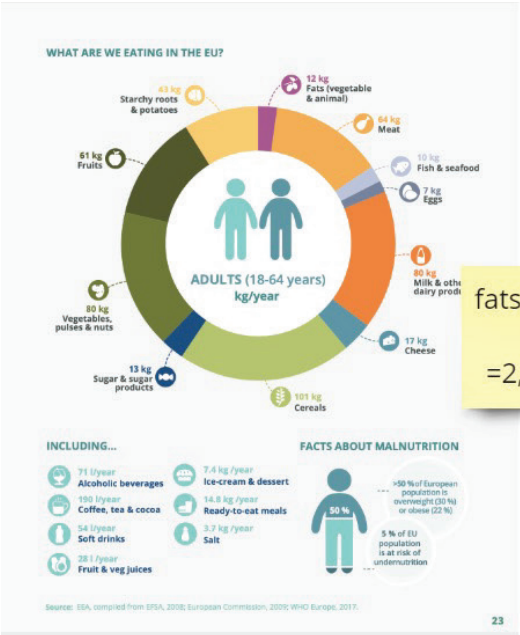 WHAT ARE WE EATING IN THE EU?
43 kg
Starchy roots
& potatoes
12 kg
Fats (vegetable
& animal)
64 kg
Meat
61 kg
Fruits
10 kg
Fish & seafood
7 kg
Eggs
ADULTS (18-64 years)
kg/year
80 kg
Milk & othe
dairy produ
80 kg
Vegetables,
pulses & nuts
17 kg
Cheese
13 kg
Sugar & sugar
products
101 kg
Cereals
fats
=2,
INCLUDING...
71 l/year
Alcoholic beverages
190 l/year
Coffee, tea & cocoa
54 l/year
Soft drinks
28 l/year
Fruit & veg juices
7.4 kg /year
Ice-cream & dessert
14.8 kg /year
Ready-to-eat meals
3.7 kg /year
Salt
FACTS ABOUT MALNUTRITION
50 %
>50 % of European
population is
overweight (30 %)
or obese (22 %)
5 % of EU
population
is at risk of
undernutrition
Source: EEA, compiled from EFSA, 2008; European Commission, 2009; WHO Europe, 2017.
23